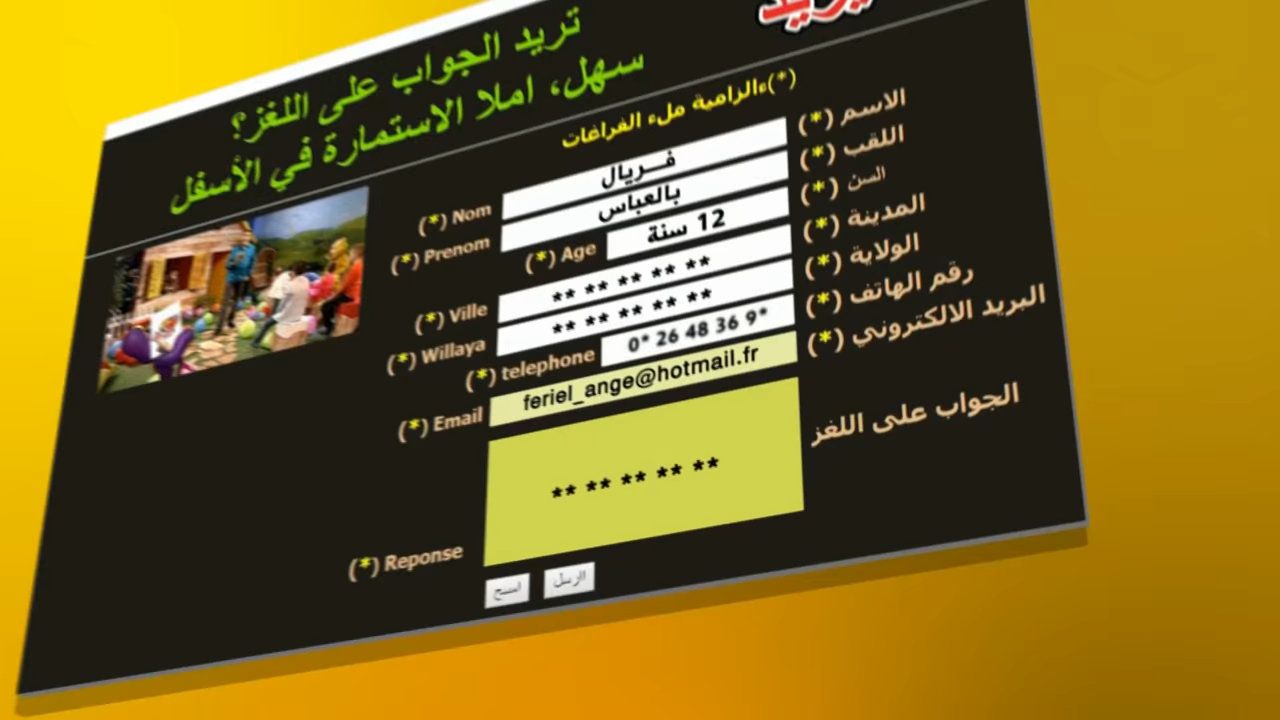 تريد الجواب على اللغز؟
سهل، املا الاستمارة في الأسفل
(*)ءالزامية ملء الفراغات
الاسم (*) فـريال (*) Nom
اللقب (*) بالعباس (*) Prenom
السن (*) 12 سنة (*) Age
المدينة (*) ** ** ** ** ** (*) Ville
الولاية (*) ** ** ** ** ** (*) Willaya
رقم الهاتف (*) 0* 26 48 36 9* (*) telephone
البريد الالكتروني (*) feriel_ange@hotmail.fr (*) Email
الجواب على اللغز ** ** ** ** ** (*) Reponse
ارسل امسح